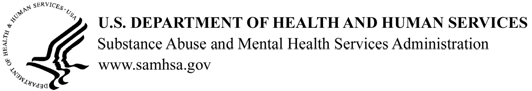 DEPARTMENT OF HEALTH & HUMAN SERVICES • USA
U.S. DEPARTMENT OF HEALTH AND HUMAN SERVICES
Substance Abuse and Mental Health Services Administration
www.samhsa.gov